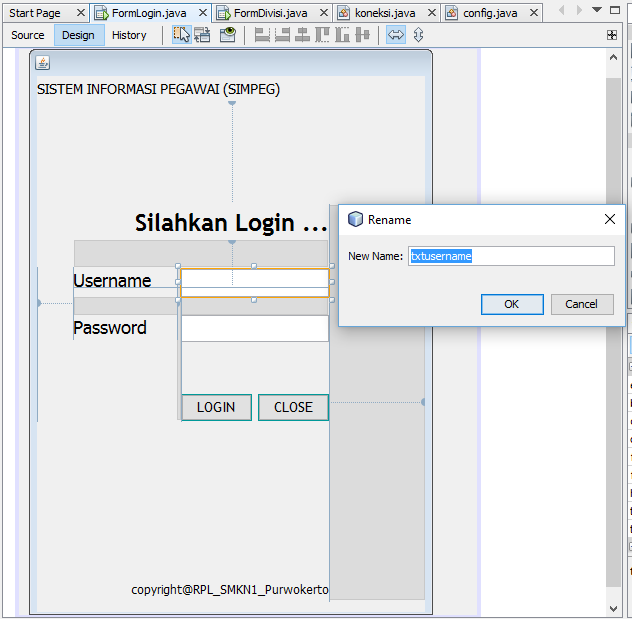 Start Page
FormLogin.java
FormDivisi.java
koneksi.java
config.java
Source
Design
History
SISTEM INFORMASI PEGAWAI (SIMPEG)
Silahkan Login ...
Username
Password
LOGIN
CLOSE
copyright@RPL_SMKN1_Purwokerto
Rename
New Name:
txtusername
OK
Cancel